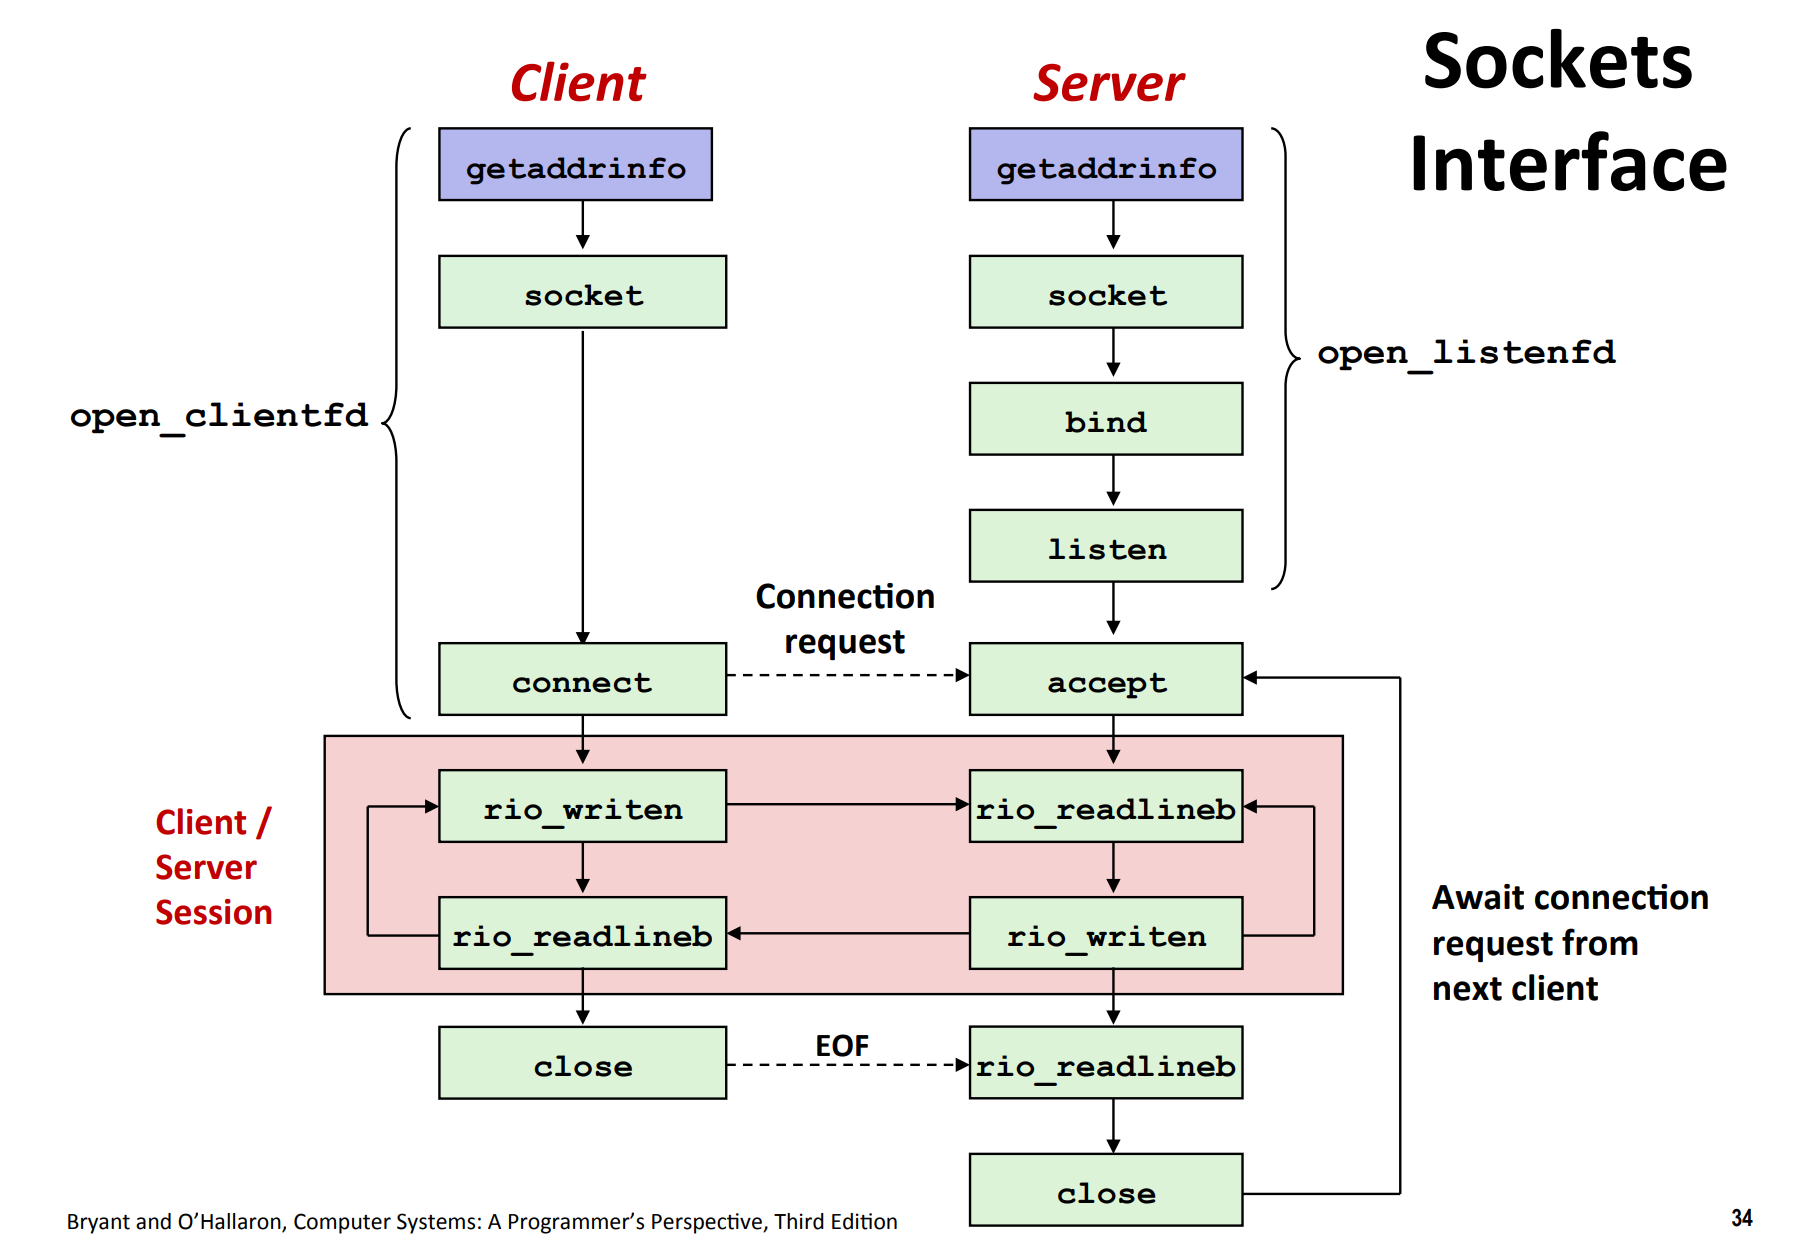 Sockets
Interface
Client
Server
getaddrinfo
getaddrinfo
socket
socket
open_listenfd
open_clientfd
bind
listen
Connection
request
connect
accept
Client /
Server
Session
rio_writen
rio_readlineb
rio_readlineb
rio_writen
Await connection
request from
next client
close
EOF
rio_readlineb
close
Bryant and O’Hallaron, Computer Systems: A Programmer’s Perspective, Third Edition
34